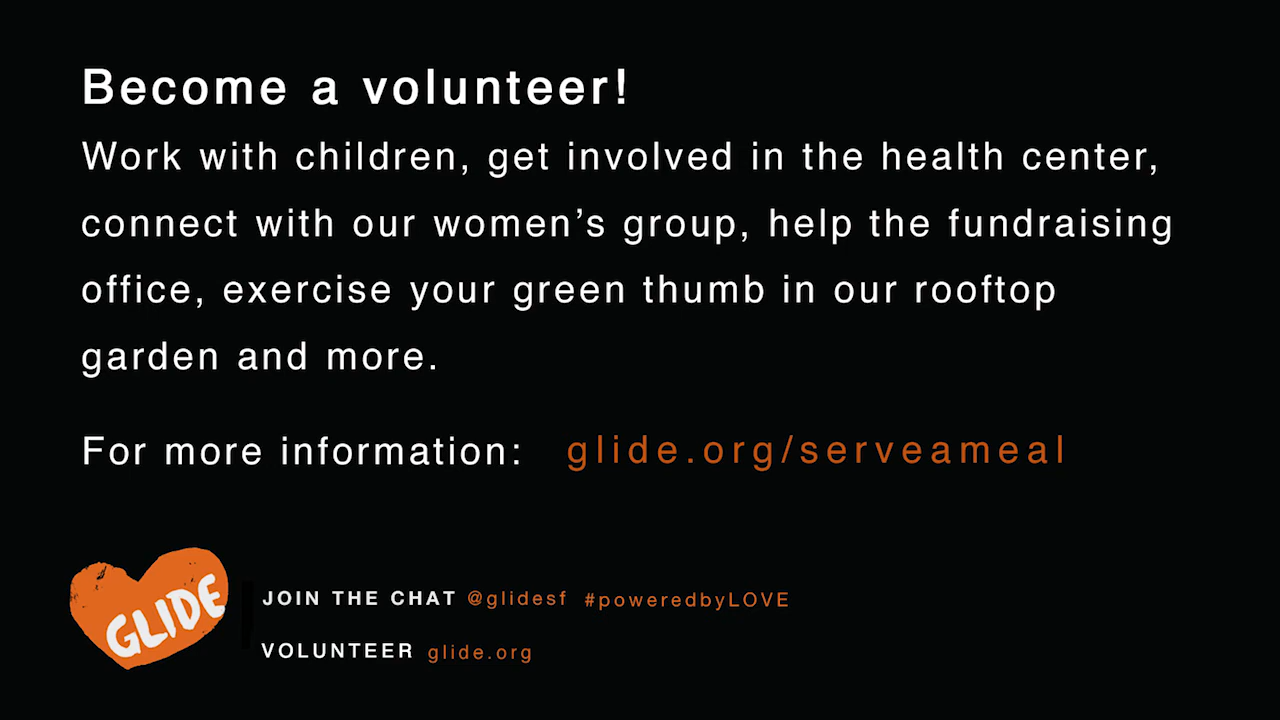 Become a volunteer!
Work with children, get involved in the health center,
connect with our women’s group, help the fundraising
office, exercise your green thumb in our rooftop
garden and more.
For more information: glide.org/serveameal
GLIDE
JOIN THE CHAT @glidesf #poweredbyLOVE
VOLUNTEER glide.org